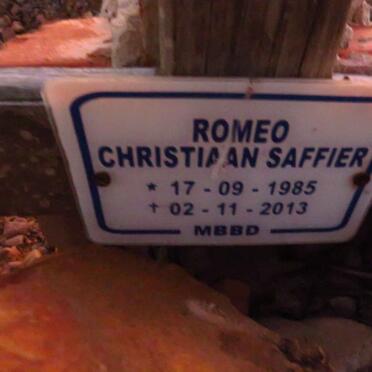 ROMEO
CHRISTIAAN SAFFIER
* 17 - 09 - 1985
† 02 - 11 - 2013
MBBD